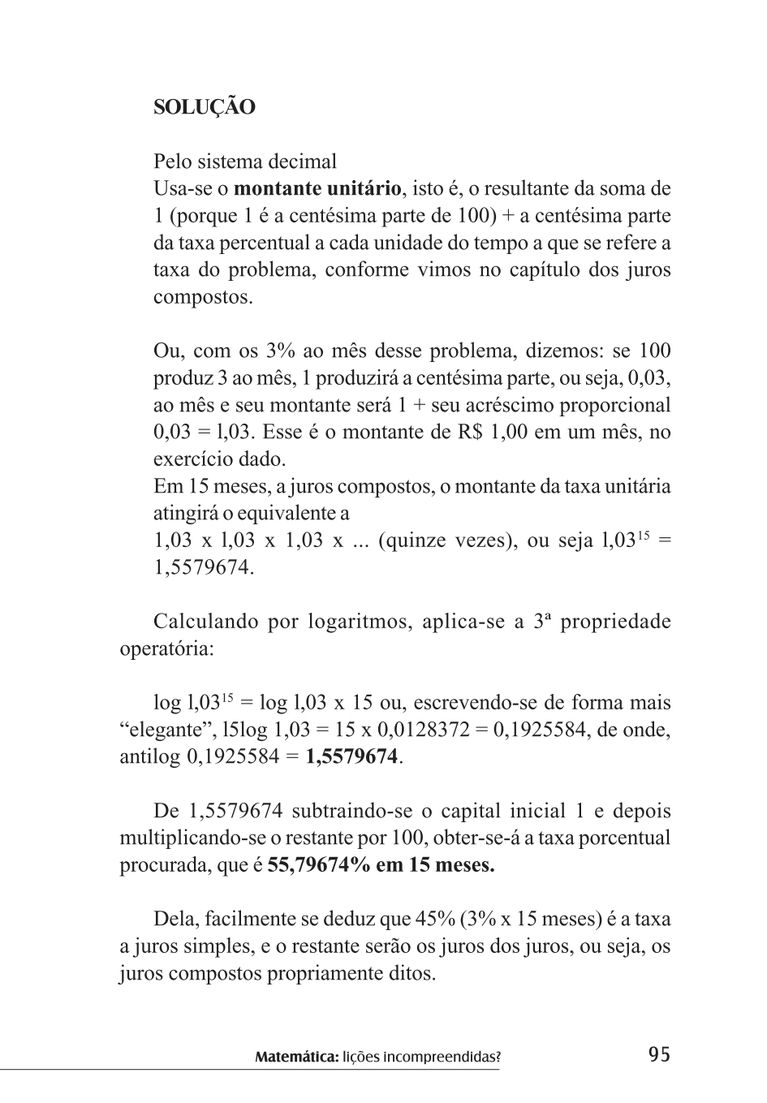 SOLUÇÃO
Pelo sistema decimal
Usa-se o montante unitário, isto é, o resultante da soma de
1 (porque 1 é a centésima parte de 100) + a centésima parte
da taxa percentual a cada unidade do tempo a que se refere a
taxa do problema, conforme vimos no capítulo dos juros
compostos.
Ou, com os 3% ao mês desse problema, dizemos: se 100
produz 3 ao mês, 1 produzirá a centésima parte, ou seja, 0,03,
ao mês e seu montante será 1 + seu acréscimo proporcional
0,03 = l,03. Esse é o montante de R$ 1,00 em um mês, no
exercício dado.
Em 15 meses, a juros compostos, o montante da taxa unitária
atingirá o equivalente a
1,03 x l,03 x 1,03 x ... (quinze vezes), ou seja l,03¹⁵ =
1,5579674.
Calculando por logaritmos, aplica-se a 3ª propriedade
operatória:
log l,03¹⁵ = log l,03 x 15 ou, escrevendo-se de forma mais
“elegante”, l5log 1,03 = 15 x 0,0128372 = 0,1925584, de onde,
antilog 0,1925584 = 1,5579674.
De 1,5579674 subtraindo-se o capital inicial 1 e depois
multiplicando-se o restante por 100, obter-se-á a taxa porcentual
procurada, que é 55,79674% em 15 meses.
Dela, facilmente se deduz que 45% (3% x 15 meses) é a taxa
a juros simples, e o restante serão os juros dos juros, ou seja, os
juros compostos propriamente ditos.
Matemática: lições incompreendidas? 95